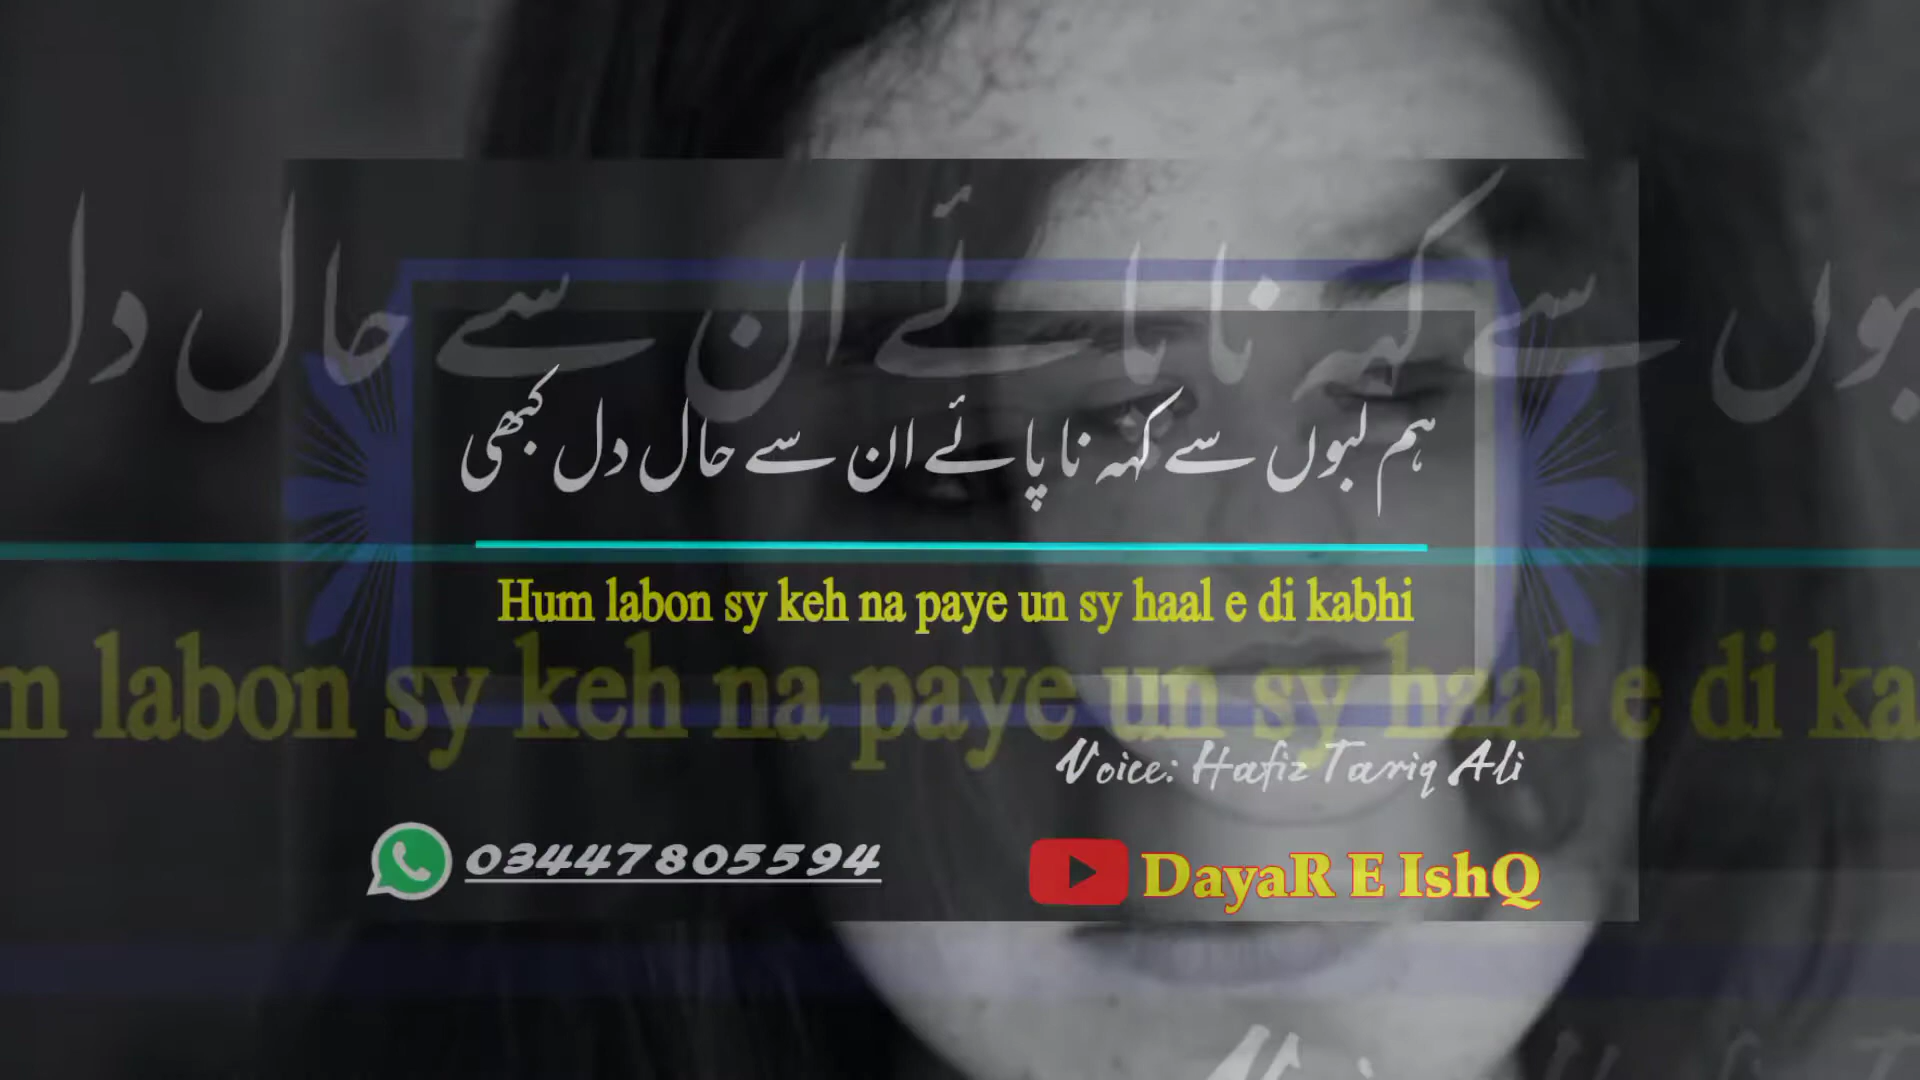 ہم لبوں سے کہہ نا پائے ان سے حال دل کبھی
Hum labon sy keh na paye un sy haal e di kabhi
Voice: Hafiz Tariq Ali
03447805594
DayaR E IshQ